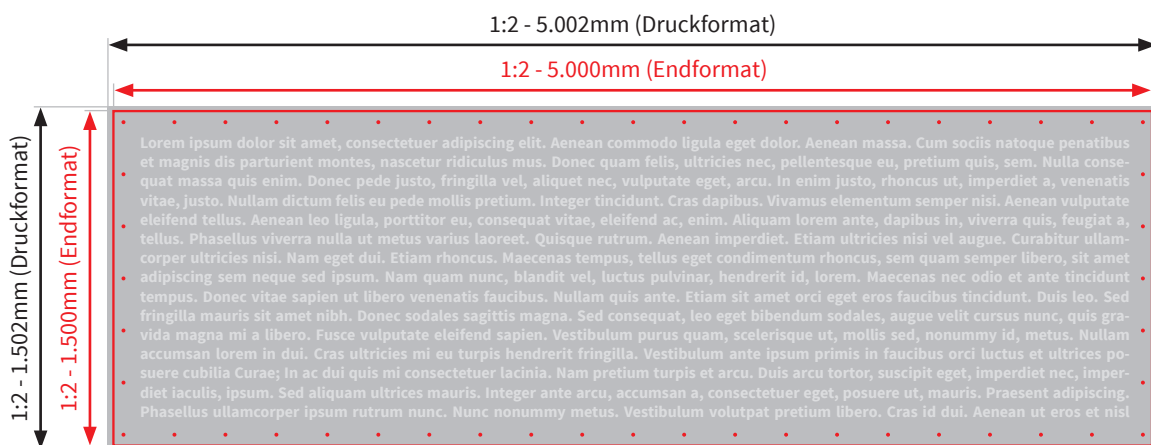 1:2 - 5.002mm (Druckformat)
1:2 - 5.000mm (Endformat)
1:2 - 1.502mm (Druckformat)
1:2 - 1.500mm (Endformat)
Lorem ipsum dolor sit amet, consectetuer adipiscing elit. Aenean commodo ligula eget dolor. Aenean massa. Cum sociis natoque penatibus
et magnis dis parturient montes, nascetur ridiculus mus. Donec quam felis, ultricies nec, pellentesque eu, pretium quis, sem. Nulla conse-
quat massa quis enim. Donec pede justo, fringilla vel, aliquet nec, vulputate eget, arcu. In enim justo, rhoncus ut, imperdiet a, venenatis
vitae, justo. Nullam dictum felis eu pede mollis pretium. Integer tincidunt. Cras dapibus. Vivamus elementum semper nisi. Aenean vulputate
eleifend tellus. Aenean leo ligula, porttitor eu, consequat vitae, eleifend ac, enim. Aliquam lorem ante, dapibus in, viverra quis, feugiat a,
tellus. Phasellus viverra nulla ut metus varius laoreet. Quisque rutrum. Aenean imperdiet. Etiam ultricies nisi vel augue. Curabitur ullam-
corper ultricies nisi. Nam eget dui. Etiam rhoncus. Maecenas tempus, tellus eget condimentum rhoncus, sem quam semper libero, sit amet
adipiscing sem neque sed ipsum. Nam quam nunc, blandit vel, luctus pulvinar, hendrerit id, lorem. Maecenas nec odio et ante tincidunt
tempus. Donec vitae sapien ut libero venenatis faucibus. Nullam quis ante. Etiam sit amet orci eget eros faucibus tincidunt. Duis leo. Sed
fringilla mauris sit amet nibh. Donec sodales sagittis magna. Sed consequat, leo eget bibendum sodales, augue velit cursus nunc, quis gra-
vida magna mi a libero. Fusce vulputate eleifend sapien. Vestibulum purus quam, scelerisque ut, mollis sed, nonummy id, metus. Nullam
accumsan lorem in dui. Cras ultricies mi eu turpis hendrerit fringilla. Vestibulum ante ipsum primis in faucibus orci luctus et ultrices po-
suere cubilia Curae; In ac dui quis mi consectetuer lacinia. Nam pretium turpis et arcu. Duis arcu tortor, suscipit eget, imperdiet nec, imper-
diet iaculis, ipsum. Sed aliquam ultrices mauris. Integer ante arcu, accumsan a, consectetuer eget, posuere ut, mauris. Praesent adipiscing.
Phasellus ullamcorper ipsum rutrum nunc. Nunc nonummy metus. Vestibulum volutpat pretium libero. Cras id dui. Aenean ut eros et nisl